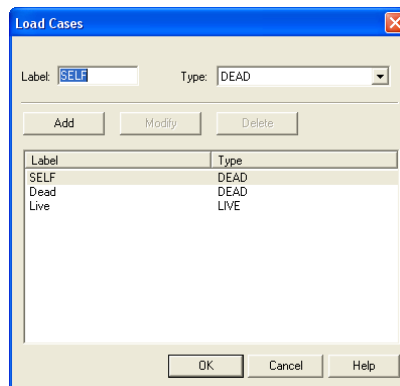 Load Cases
Label: SELF Type: DEAD
Add Modify Delete
Label Type
SELF DEAD
Dead DEAD
Live LIVE
OK Cancel Help